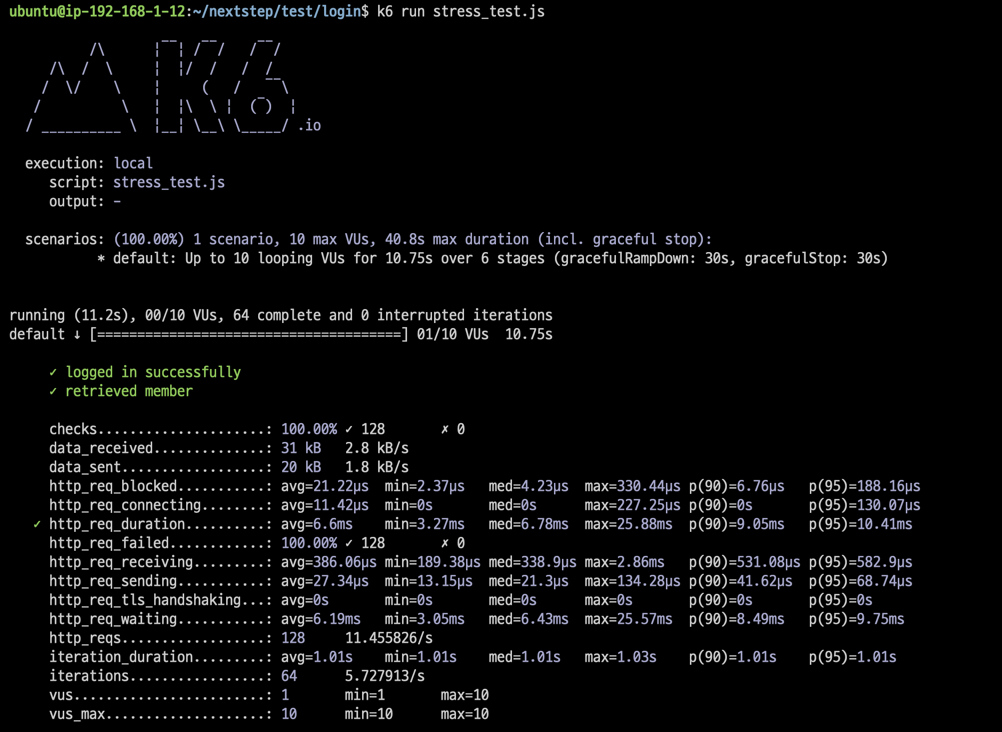 ubuntu@ip-192-168-1-12:~/nextstep/test/login$ k6 run stress_test.js
K6
.io
execution: local
script: stress_test.js
output: -
scenarios: (100.00%) 1 scenario, 10 max VUs, 40.8s max duration (incl. graceful stop):
* default: Up to 10 looping VUs for 10.75s over 6 stages (gracefulRampDown: 30s, gracefulStop: 30s)
running (11.2s), 00/10 VUs, 64 complete and 0 interrupted iterations
default ↓ [======================================] 01/10 VUs  10.75s
✓ logged in successfully
✓ retrieved member
checks.....................: 100.00% ✓ 128 ✗ 0
data_received..............: 31 kB 2.8 kB/s
data_sent..................: 20 kB 1.8 kB/s
http_req_blocked...........: avg=21.22µs min=2.37µs med=4.23µs max=330.44µs p(90)=6.76µs p(95)=188.16µs
http_req_connecting........: avg=11.42µs min=0s med=0s max=227.25µs p(90)=0s p(95)=130.07µs
✓ http_req_duration..........: avg=6.6ms min=3.27ms med=6.78ms max=25.88ms p(90)=9.05ms p(95)=10.41ms
http_req_failed............: 100.00% ✓ 128 ✗ 0
http_req_receiving.........: avg=386.06µs min=189.38µs med=338.9µs max=2.86ms p(90)=531.08µs p(95)=582.9µs
http_req_sending...........: avg=27.34µs min=13.15µs med=21.3µs max=134.28µs p(90)=41.62µs p(95)=68.74µs
http_req_tls_handshaking...: avg=0s min=0s med=0s max=0s p(90)=0s p(95)=0s
http_req_waiting...........: avg=6.19ms min=3.05ms med=6.43ms max=25.57ms p(90)=8.49ms p(95)=9.75ms
http_reqs..................: 128 11.455826/s
iteration_duration.........: avg=1.01s min=1.01s med=1.01s max=1.03s p(90)=1.01s p(95)=1.01s
iterations.................: 64 5.727913/s
vus........................: 1 min=1 max=10
vus_max....................: 10 min=10 max=10